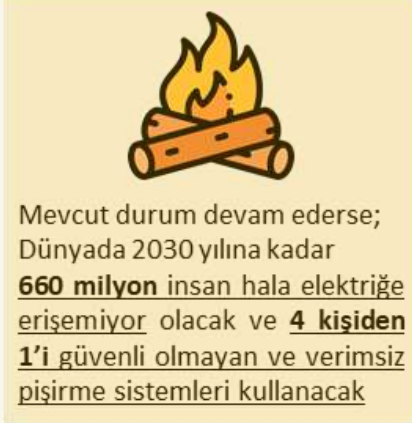 Mevcut durum devam ederse;
Dünyada 2030 yılına kadar
660 milyon insan hala elektriğe
erişemiyor olacak ve 4 kişiden
1’i güvenli olmayan ve verimsiz
pişirme sistemleri kullanacak